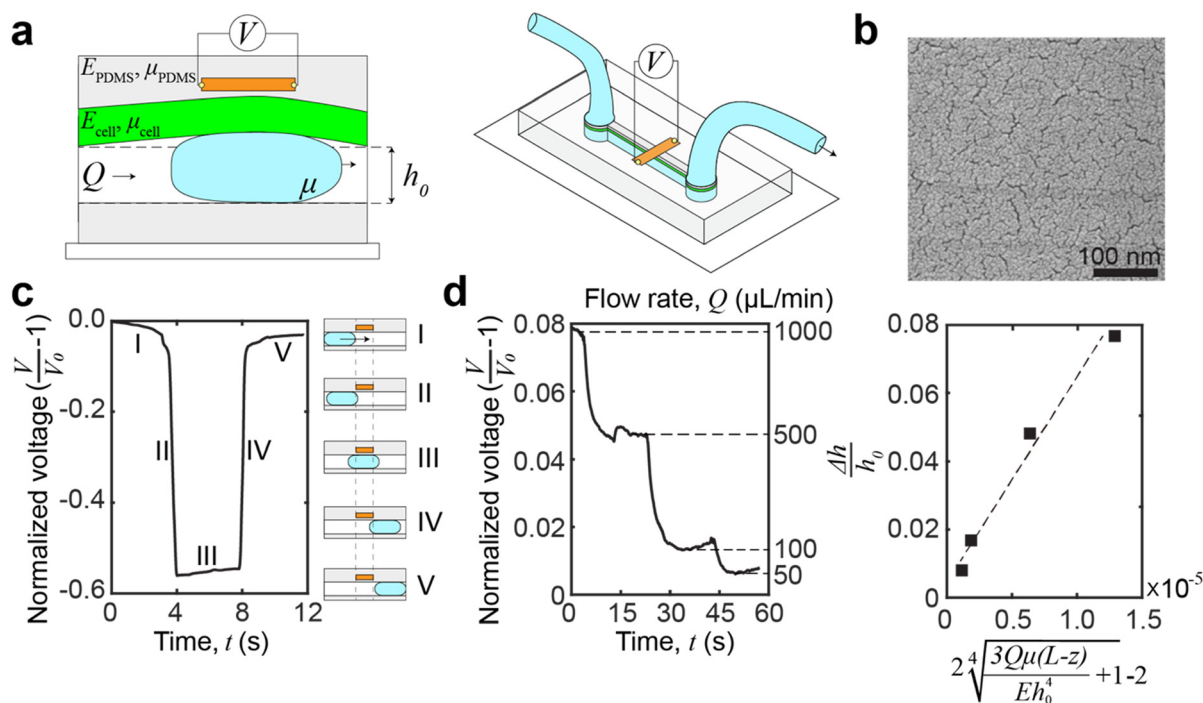 a
V
E_PDMS, μ_PDMS
E_cell, μ_cell
Q →
μ
h_0
V
b
100 nm
c
Normalized voltage (V/V_o-1)
0.0
-0.2
-0.4
-0.6
I
II
III
IV
V
0
4
8
12
Time, t (s)
I
II
III
IV
V
d
Flow rate, Q (μL/min)
Normalized voltage (V/V_o-1)
0.08
0.06
0.04
0.02
0
1000
500
100
50
0
15
30
45
60
Time, t (s)
Δh/h_0
0.08
0.06
0.04
0.02
0
0
0.5
1.0
1.5
×10^-5
2∜(3Qμ(L-z)/Eh_0^4 +1-2